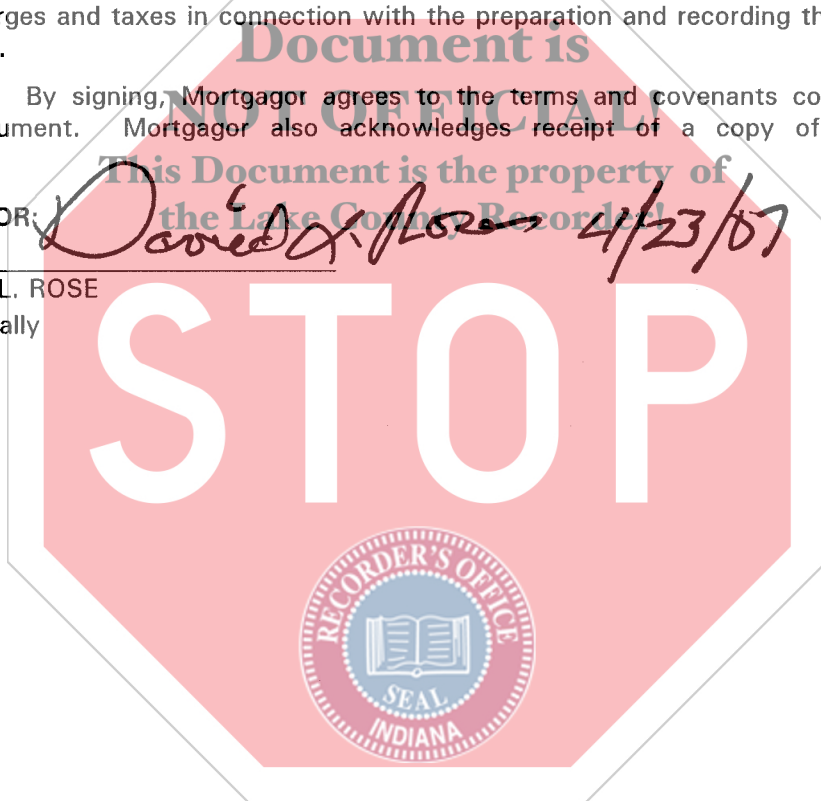 rges and taxes in connection with the preparation and recording th
.
Document is
By signing, Mortgagor agrees to the terms and covenants co
NOT OFFICIAL!
ument. Mortgagor also acknowledges receipt of a copy of
This Document is the property of
the Lake County Recorder!
OR: David L. Rose 4/23/07
L. ROSE
ally
STOP
RECORDER'S OFFICE
SEAL
INDIANA